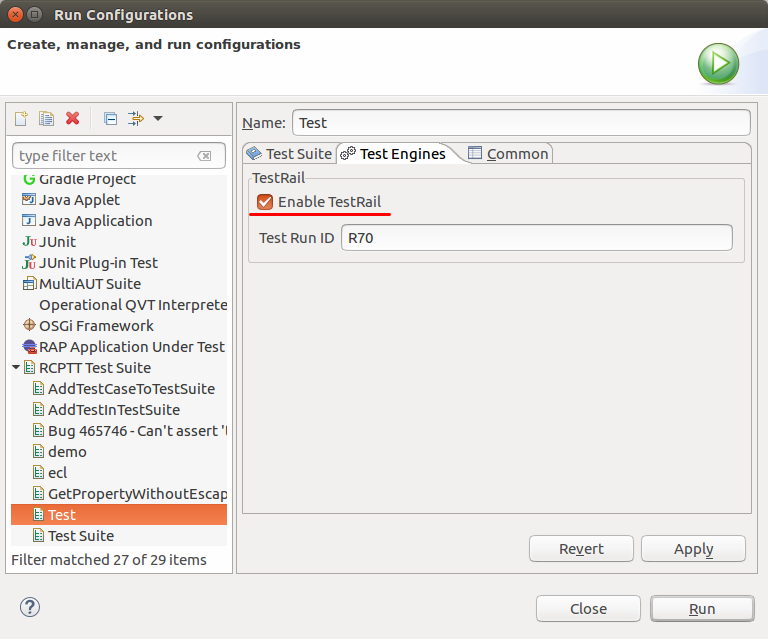 Run Configurations
Create, manage, and run configurations
type filter text
Gradle Project
Java Applet
Java Application
JUnit
JUnit Plug-in Test
MultiAUT Suite
Operational QVT Interprete
OSGi Framework
RAP Application Under Test
RCPTT Test Suite
AddTestCaseToTestSuite
AddTestInTestSuite
Bug 465746 - Can't assert '
demo
ecl
GetPropertyWithoutEscap
Test
Test Suite
Filter matched 27 of 29 items
Name: Test
Test Suite Test Engines Common
TestRail
Enable TestRail
Test Run ID R70
Revert Apply
? Close Run